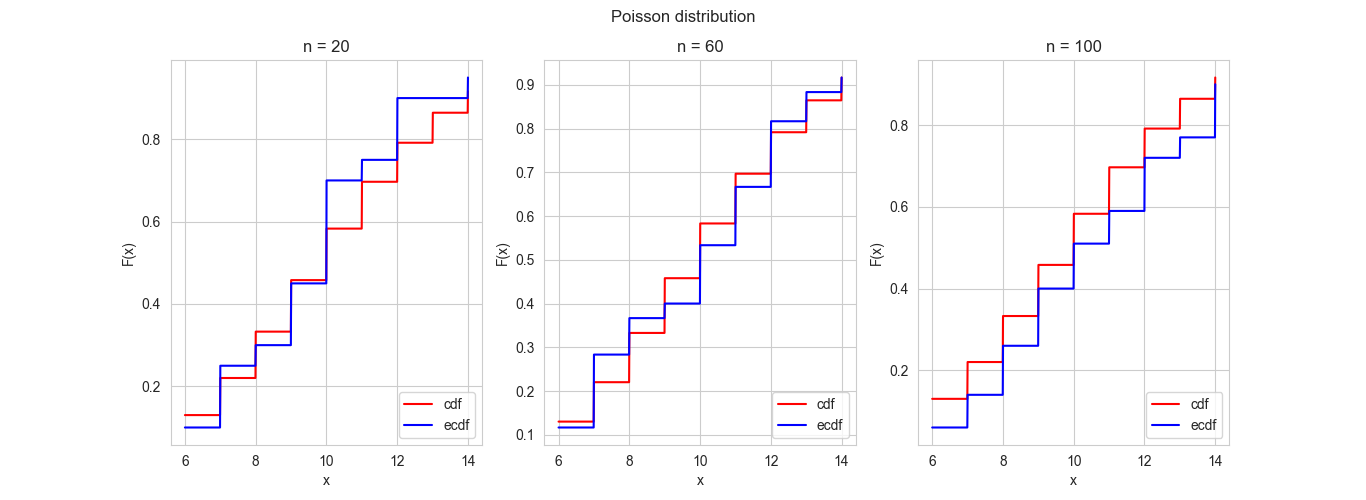 Poisson distribution
n = 20
F(x)
0.8
0.6
0.4
0.2
6 8 10 12 14
x
cdf
ecdf
n = 60
F(x)
0.9
0.8
0.7
0.6
0.5
0.4
0.3
0.2
0.1
6 8 10 12 14
x
cdf
ecdf
n = 100
F(x)
0.8
0.6
0.4
0.2
6 8 10 12 14
x
cdf
ecdf